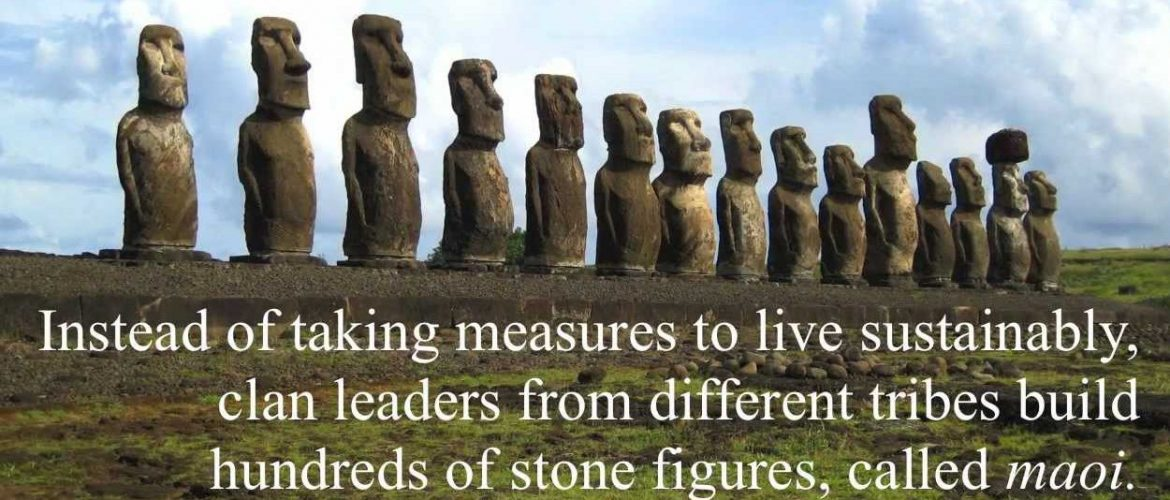 Instead of taking measures to live sustainably,
clan leaders from different tribes build
hundreds of stone figures, called maoi.